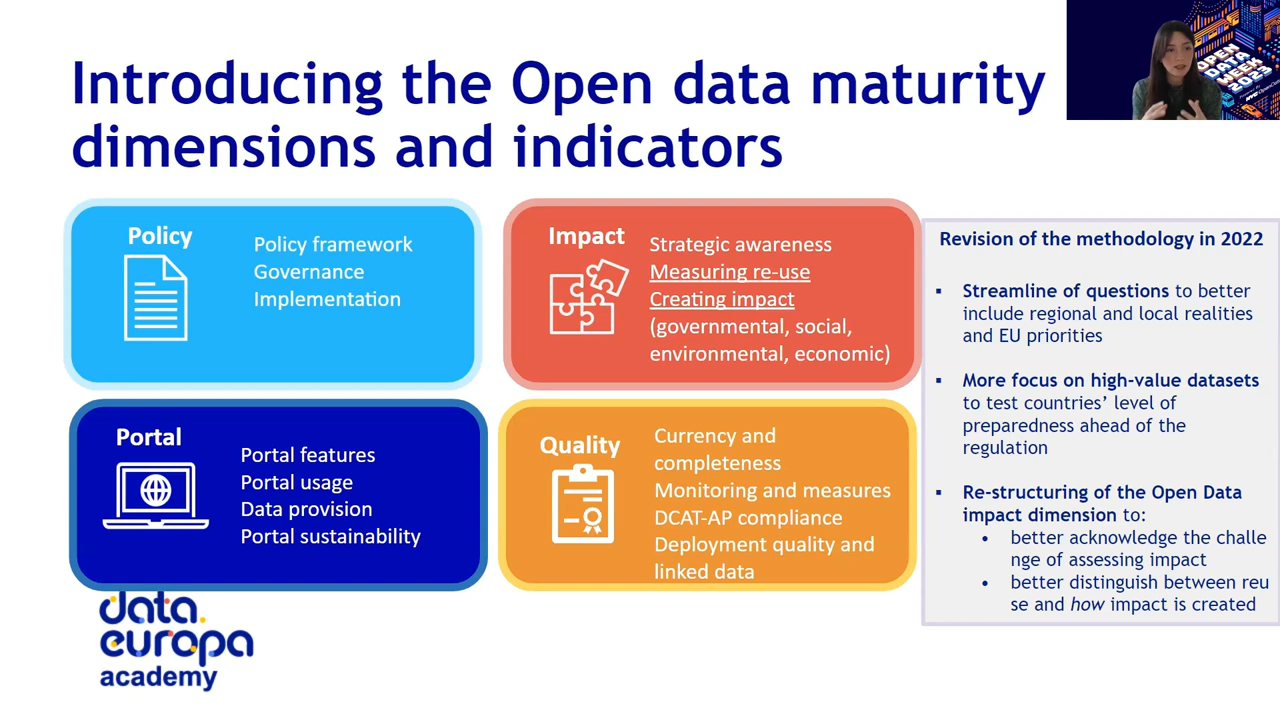 Introducing the Open data maturity
dimensions and indicators
OPEN
DATA
WEEK
Policy
Policy framework
Governance
Implementation
Impact
Strategic awareness
Measuring re-use
Creating impact
(governmental, social,
environmental, economic)
Portal
Portal features
Portal usage
Data provision
Portal sustainability
Quality
Currency and
completeness
Monitoring and measures
DCAT-AP compliance
Deployment quality and
linked data
Revision of the methodology in 2022
▪ Streamline of questions to better
include regional and local realities
and EU priorities
▪ More focus on high-value datasets
to test countries’ level of
preparedness ahead of the
regulation
▪ Re-structuring of the Open Data
impact dimension to:
• better acknowledge the challe
nge of assessing impact
• better distinguish between reu
se and how impact is created
data.
europa
academy